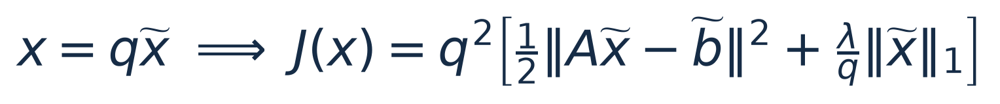 x = qx̃ ⟹ J(x) = q²[½‖Ax̃ − b̃‖² + λ/q‖x̃‖₁]